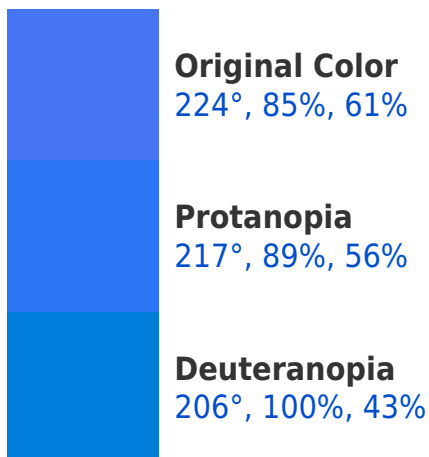 Original Color
224°, 85%, 61%
Protanopia
217°, 89%, 56%
Deuteranopia
206°, 100%, 43%